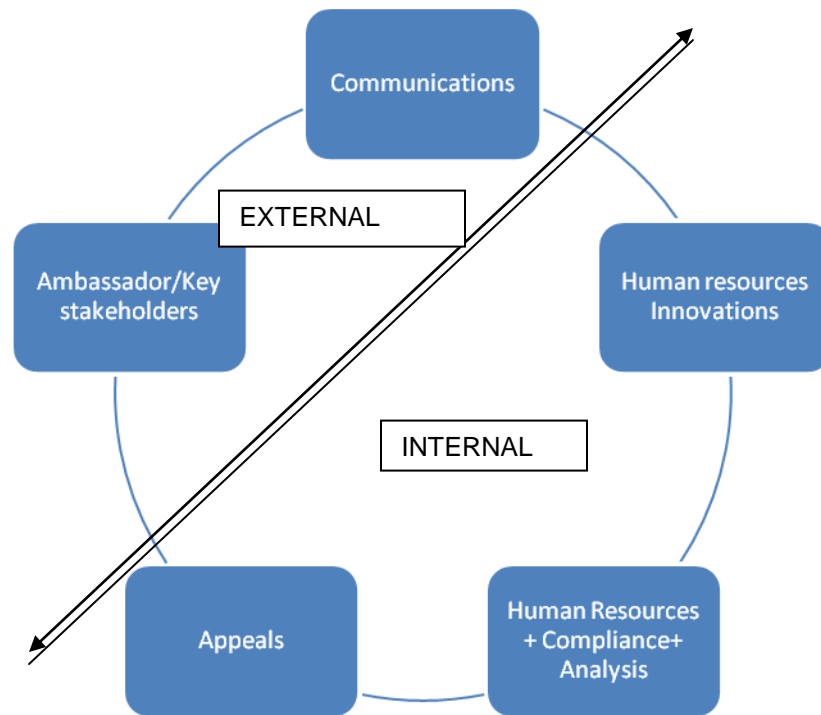 Communications
EXTERNAL
Ambassador/Key
stakeholders
Human resources
Innovations
INTERNAL
Appeals
Human Resources
+ Compliance+
Analysis